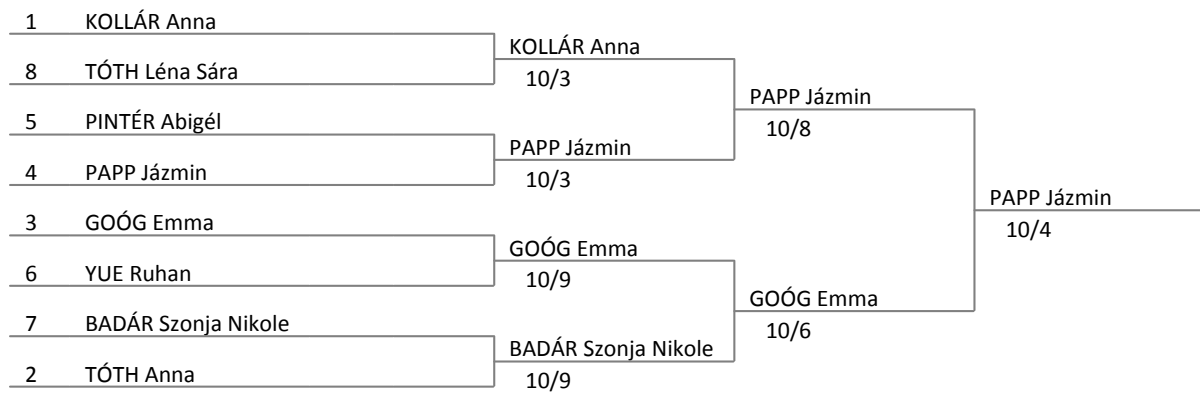 1 KOLLÁR Anna
KOLLÁR Anna
8 TÓTH Léna Sára
10/3
PAPP Jázmin
5 PINTÉR Abigél
10/8
PAPP Jázmin
4 PAPP Jázmin
10/3
PAPP Jázmin
3 GOÓG Emma
10/4
GOÓG Emma
6 YUE Ruhan
10/9
GOÓG Emma
7 BADÁR Szonja Nikole
10/6
BADÁR Szonja Nikole
2 TÓTH Anna
10/9